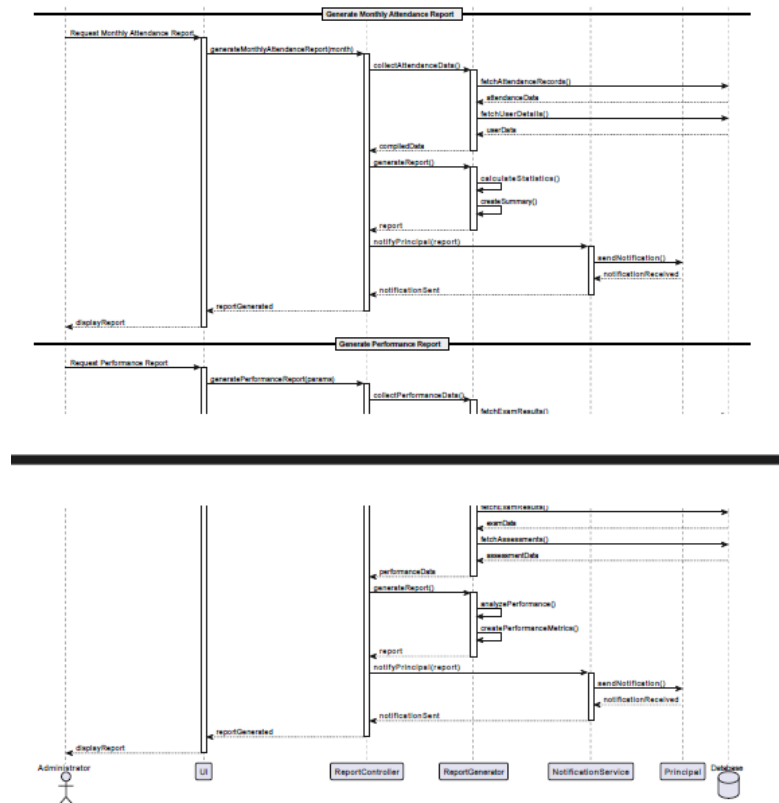 Generate Monthly Attendance Report
Request Monthly Attendance Report
generateMonthlyAttendanceReport(month)
collectAttendanceData()
fetchAttendanceRecords()
attendanceData
fetchUserDetails()
userData
compiledData
generateReport()
calculateStatistics()
createSummary()
report
notifyPrincipal(report)
sendNotification()
notificationReceived
notificationSent
reportGenerated
displayReport
Generate Performance Report
Request Performance Report
generatePerformanceReport(params)
collectPerformanceData()
fetchExamResults()
fetchExamResults()
examData
fetchAssessments()
assessmentData
performanceData
generateReport()
analyzePerformance()
createPerformanceMetrics()
report
notifyPrincipal(report)
sendNotification()
notificationReceived
notificationSent
reportGenerated
displayReport
Administrator
UI
ReportController
ReportGenerator
NotificationService
Principal
Database